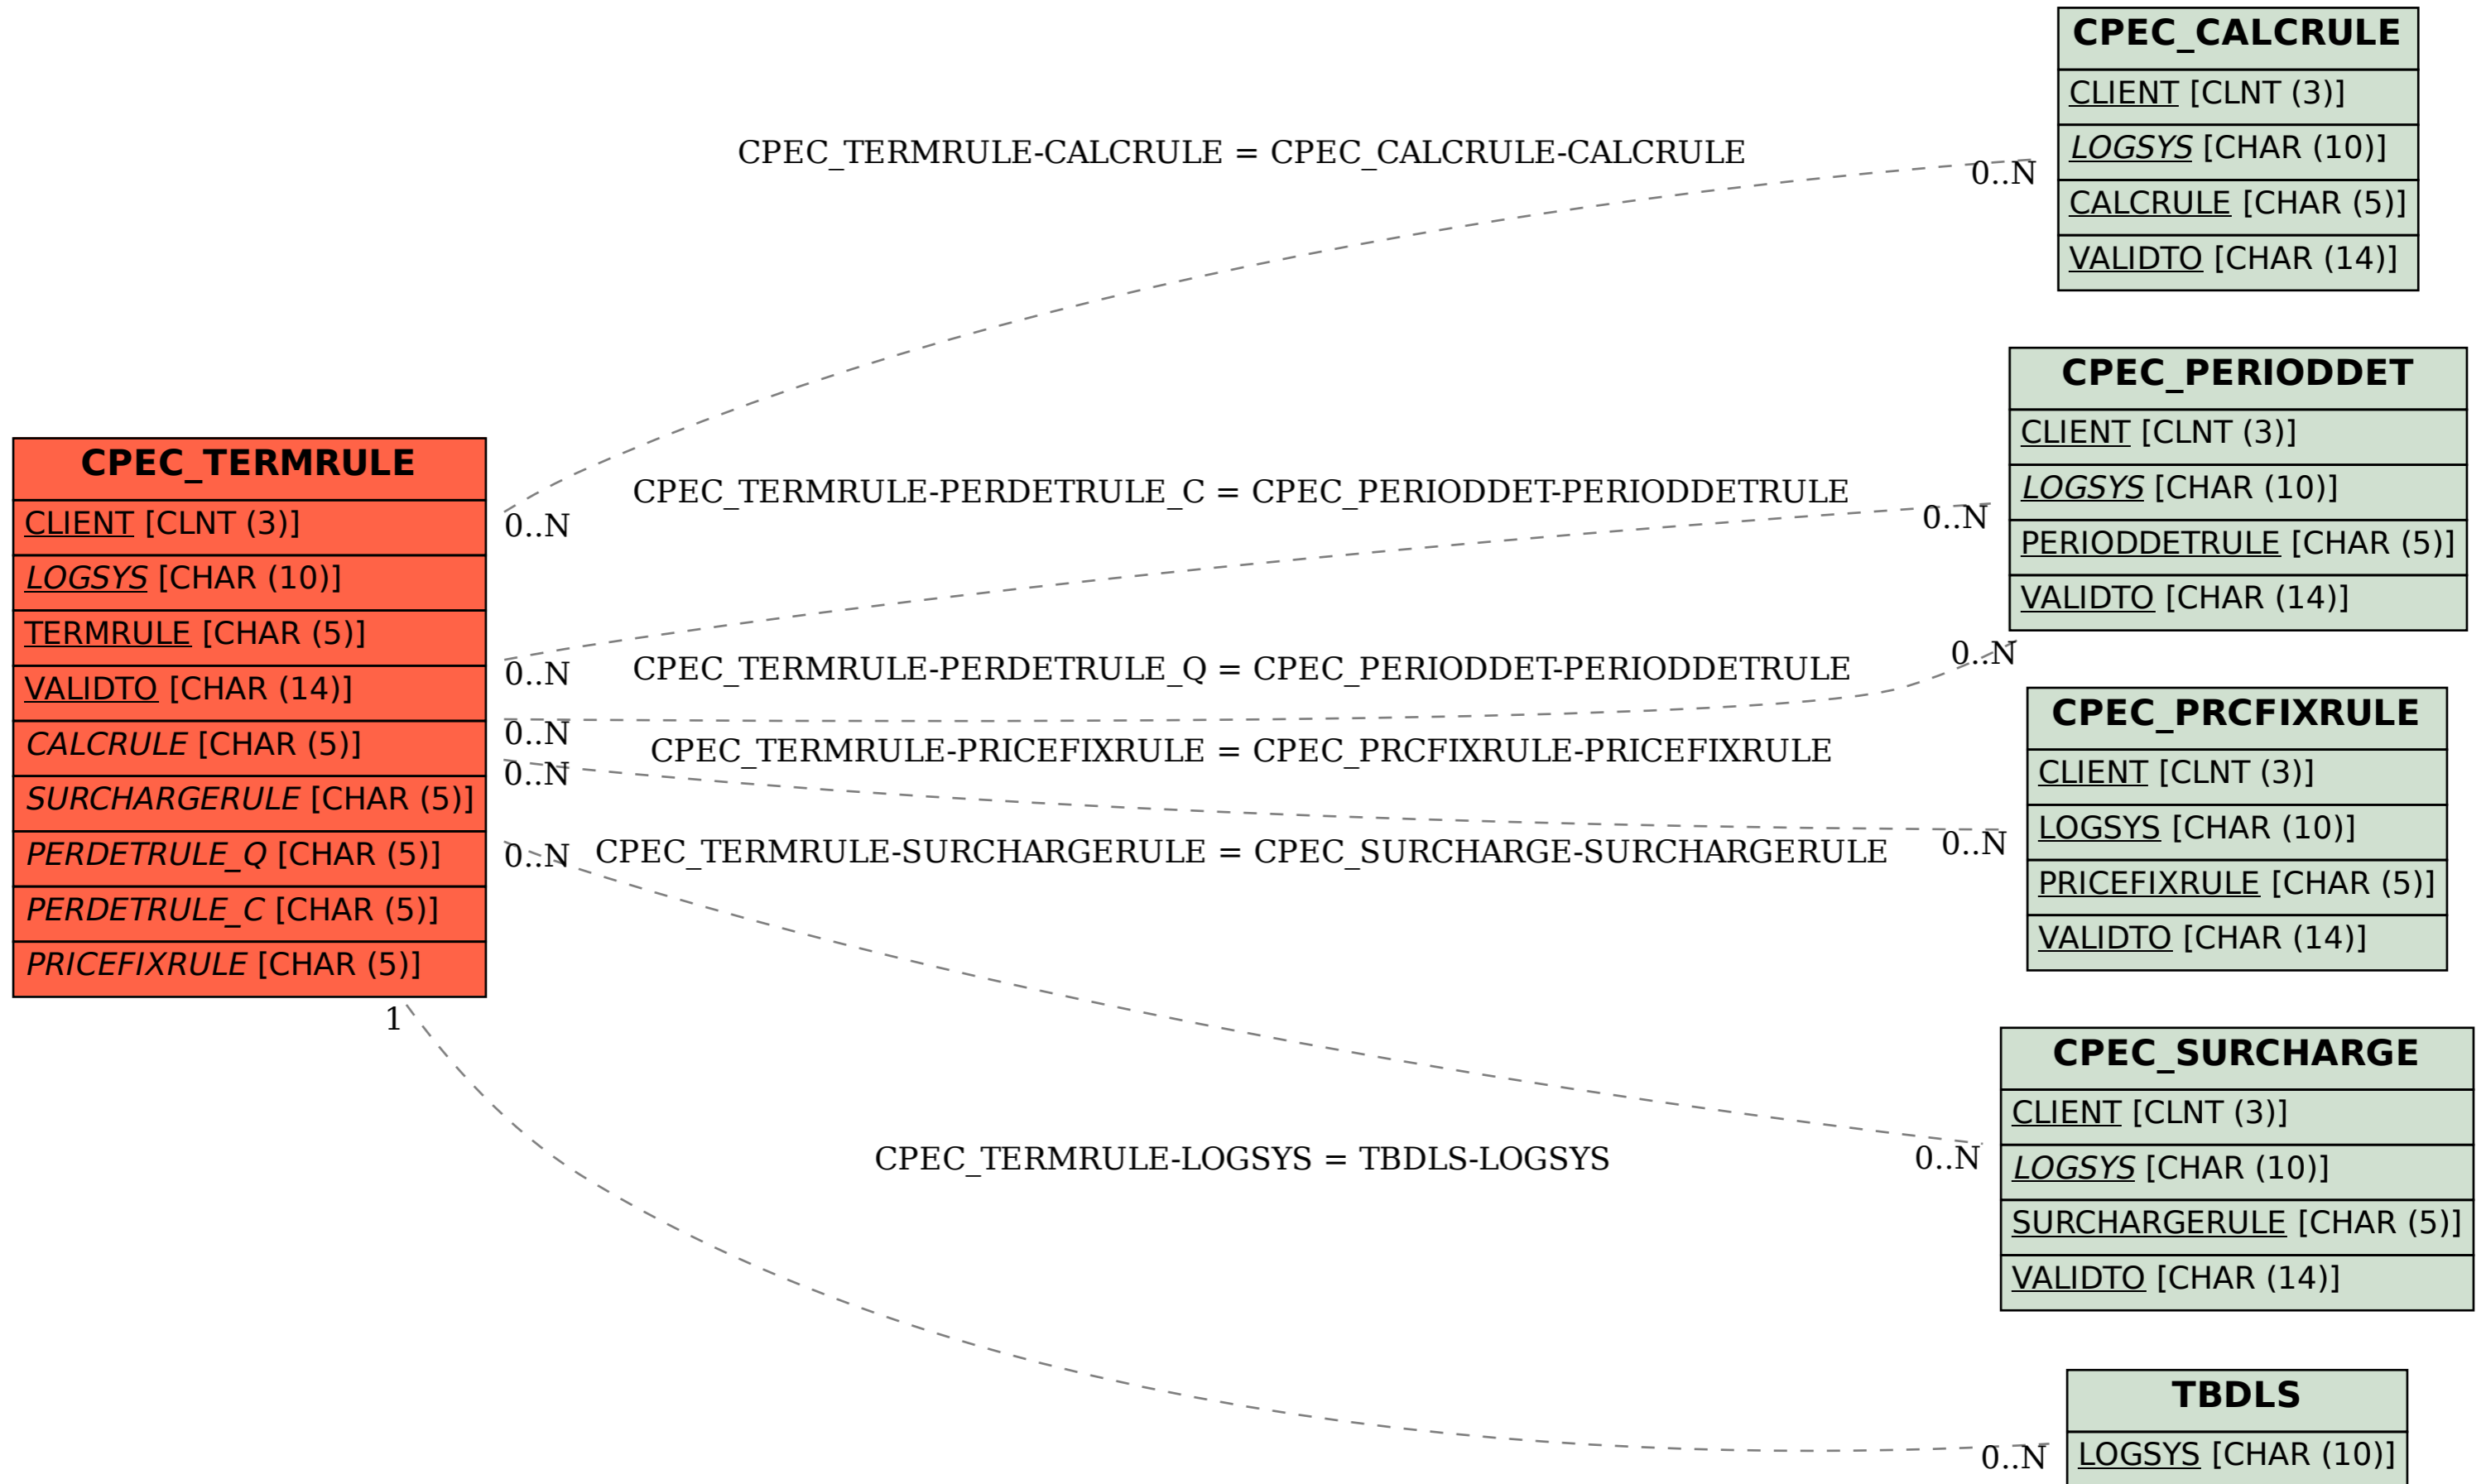 CPEC_CALCRULE
CLIENT [CLNT (3)]
LOGSYS [CHAR (10)]
CALCRULE [CHAR (5)]
VALIDTO [CHAR (14)]
CPEC_TERMRULE-CALCRULE = CPEC_CALCRULE-CALCRULE
0..N
0..N
CPEC_PERIODDET
CLIENT [CLNT (3)]
LOGSYS [CHAR (10)]
PERIODDETRULE [CHAR (5)]
VALIDTO [CHAR (14)]
CPEC_TERMRULE
CLIENT [CLNT (3)]
LOGSYS [CHAR (10)]
TERMRULE [CHAR (5)]
VALIDTO [CHAR (14)]
CALCRULE [CHAR (5)]
SURCHARGERULE [CHAR (5)]
PERDETRULE_Q [CHAR (5)]
PERDETRULE_C [CHAR (5)]
PRICEFIXRULE [CHAR (5)]
CPEC_TERMRULE-PERDETRULE_C = CPEC_PERIODDET-PERIODDETRULE
0..N
0..N
CPEC_TERMRULE-PERDETRULE_Q = CPEC_PERIODDET-PERIODDETRULE
0..N
0..N
CPEC_TERMRULE-PRICEFIXRULE = CPEC_PRCFIXRULE-PRICEFIXRULE
0..N
0..N
CPEC_PRCFIXRULE
CLIENT [CLNT (3)]
LOGSYS [CHAR (10)]
PRICEFIXRULE [CHAR (5)]
VALIDTO [CHAR (14)]
CPEC_TERMRULE-SURCHARGERULE = CPEC_SURCHARGE-SURCHARGERULE
0..N
0..N
CPEC_SURCHARGE
CLIENT [CLNT (3)]
LOGSYS [CHAR (10)]
SURCHARGERULE [CHAR (5)]
VALIDTO [CHAR (14)]
1
CPEC_TERMRULE-LOGSYS = TBDLS-LOGSYS
0..N
TBDLS
LOGSYS [CHAR (10)]